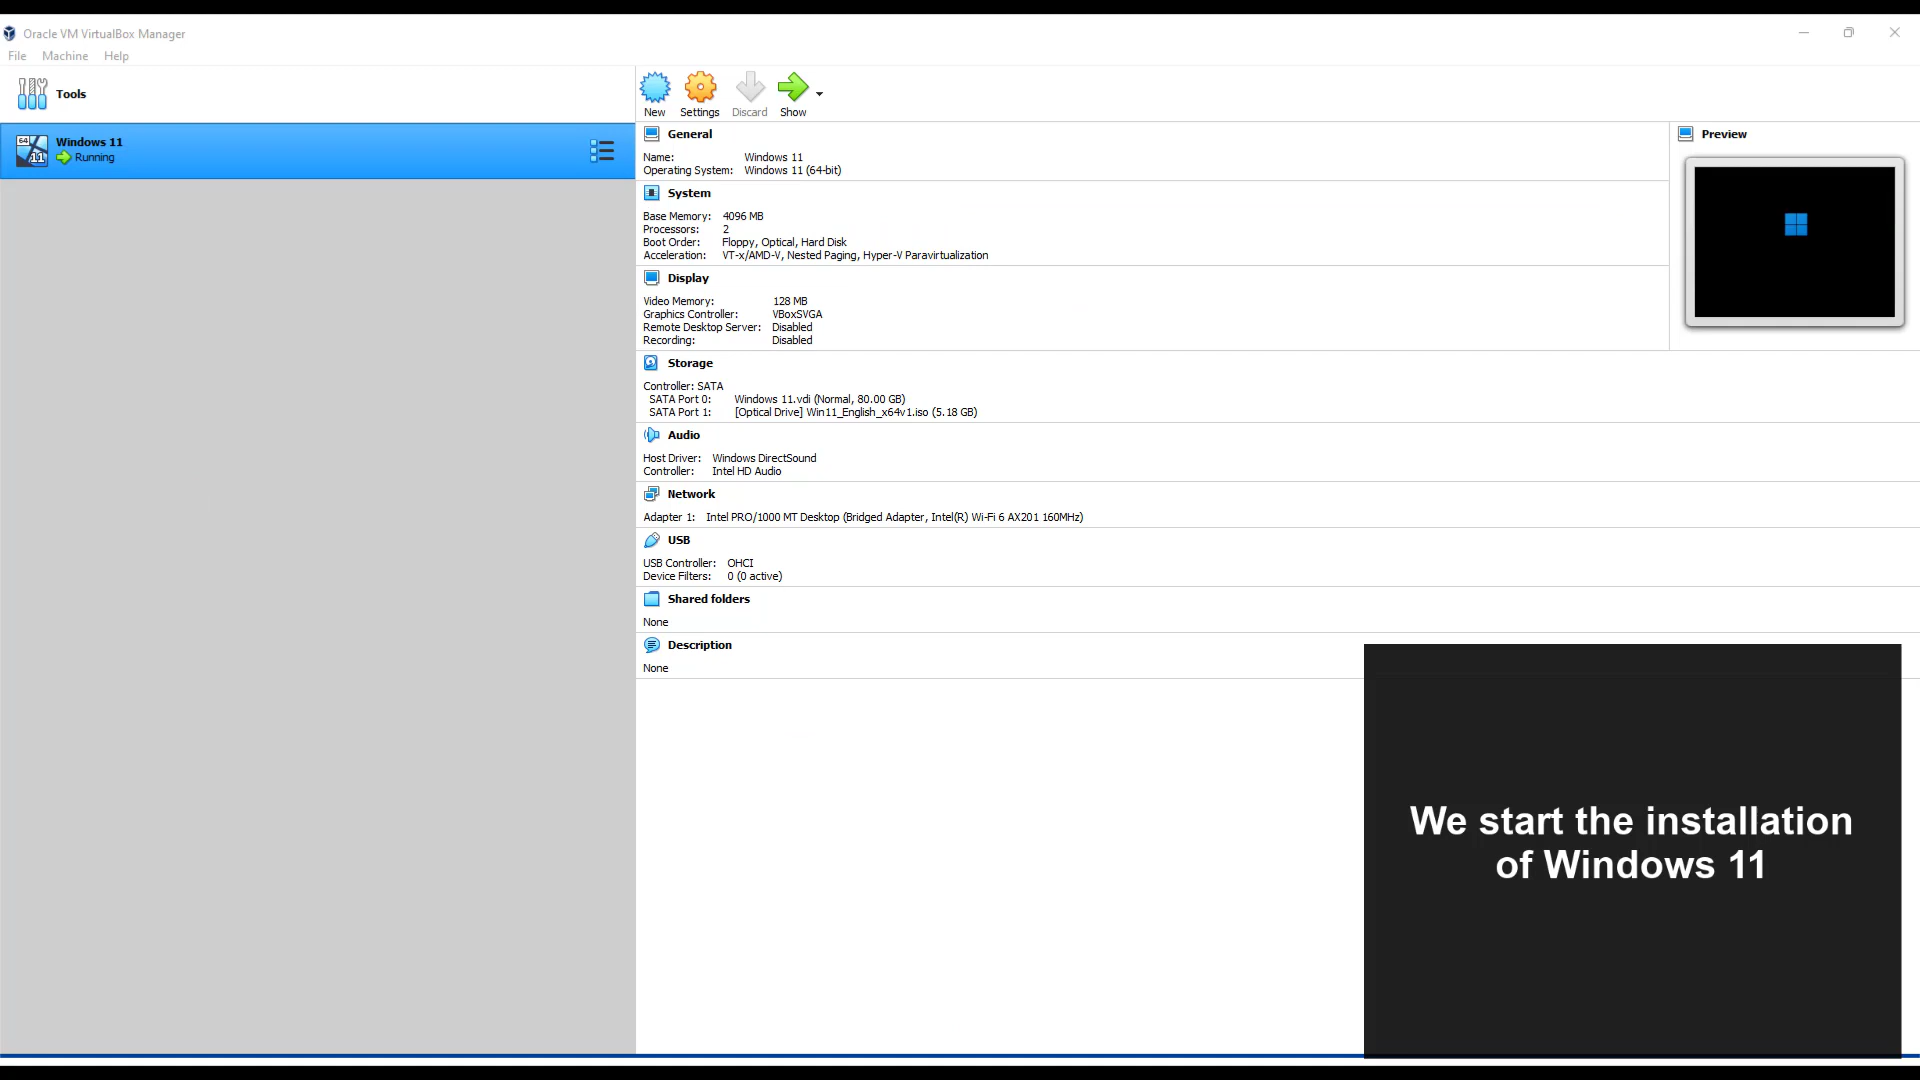 Oracle VM VirtualBox Manager
File Machine Help
Tools
New Settings Discard Show
64
11
Windows 11
Running
General
Name: Windows 11
Operating System: Windows 11 (64-bit)
Preview
System
Base Memory: 4096 MB
Processors: 2
Boot Order: Floppy, Optical, Hard Disk
Acceleration: VT-x/AMD-V, Nested Paging, Hyper-V Paravirtualization
Display
Video Memory: 128 MB
Graphics Controller: VBoxSVGA
Remote Desktop Server: Disabled
Recording: Disabled
Storage
Controller: SATA
SATA Port 0: Windows 11.vdi (Normal, 80.00 GB)
SATA Port 1: [Optical Drive] Win11_English_x64v1.iso (5.18 GB)
Audio
Host Driver: Windows DirectSound
Controller: Intel HD Audio
Network
Adapter 1: Intel PRO/1000 MT Desktop (Bridged Adapter, Intel(R) Wi-Fi 6 AX201 160MHz)
USB
USB Controller: OHCI
Device Filters: 0 (0 active)
Shared folders
None
Description
None
We start the installation
of Windows 11